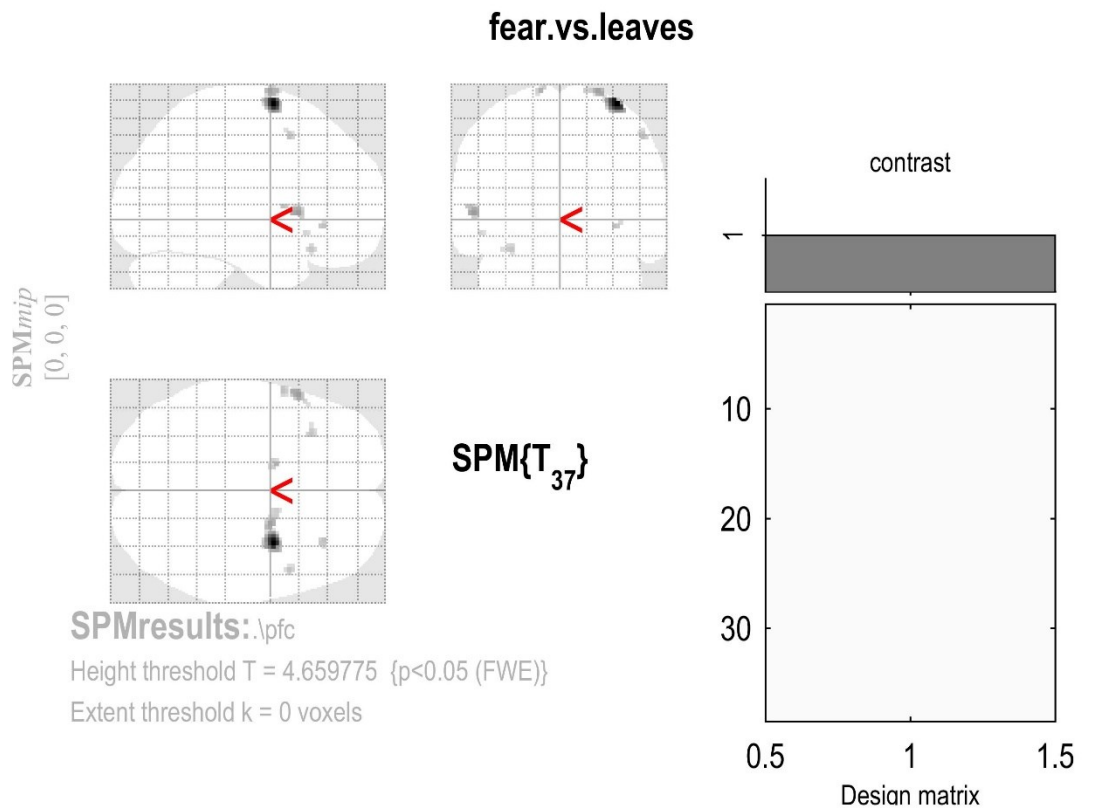 fear.vs.leaves
SPMmip
[0, 0, 0]
<
<
<
SPM{T37}
SPMresults: .\pfc
Height threshold T = 4.659775 {p<0.05 (FWE)}
Extent threshold k = 0 voxels
contrast
1
10
20
30
0.5 1 1.5
Design matrix